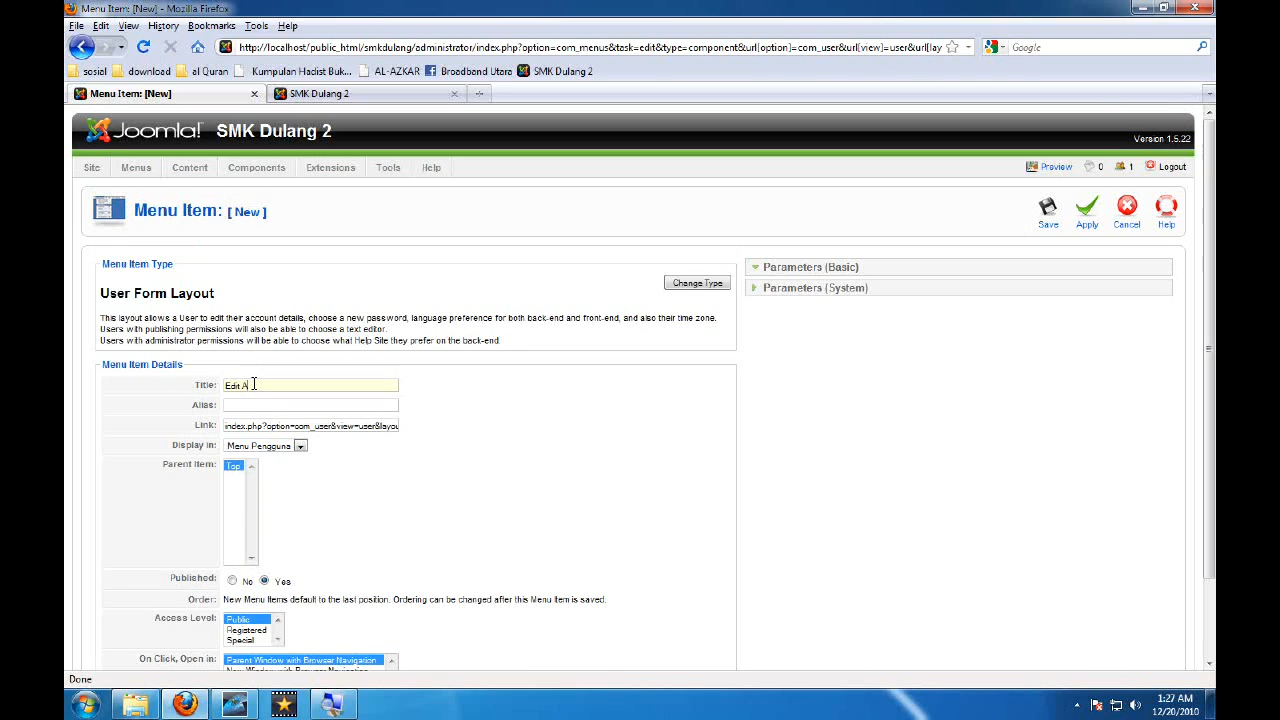 Menu Item: [New] - Mozilla Firefox
File Edit View History Bookmarks Tools Help
http://localhost/public_html/smkdulang/administrator/index.php?option=com_menus&task=edit&type=component&url[option]=com_user&url[view]=user&url[lay
Google
sosial download al Quran Kumpulan Hadist Buk... AL-AZKAR Broadband Utara SMK Dulang 2
Menu Item: [New]
SMK Dulang 2
Joomla! SMK Dulang 2
Version 1.5.22
Site Menus Content Components Extensions Tools Help
Preview 0 1 Logout
Menu Item: [ New ]
Save Apply Cancel Help
Menu Item Type
Change Type
User Form Layout
This layout allows a User to edit their account details, choose a new password, language preference for both back-end and front-end, and also their time zone.
Users with publishing permissions will also be able to choose a text editor.
Users with administrator permissions will be able to choose what Help Site they prefer on the back-end.
Parameters (Basic)
Parameters (System)
Menu Item Details
Title: Edit A
Alias:
Link: index.php?option=com_user&view=user&layou
Display in: Menu Pengguna
Parent Item: Top
Published: No Yes
Order: New Menu Items default to the last position. Ordering can be changed after this Menu Item is saved.
Access Level: Public
Registered
Special
On Click, Open in: Parent Window with Browser Navigation
New Window with Browser Navigation
Done
1:27 AM
12/20/2010